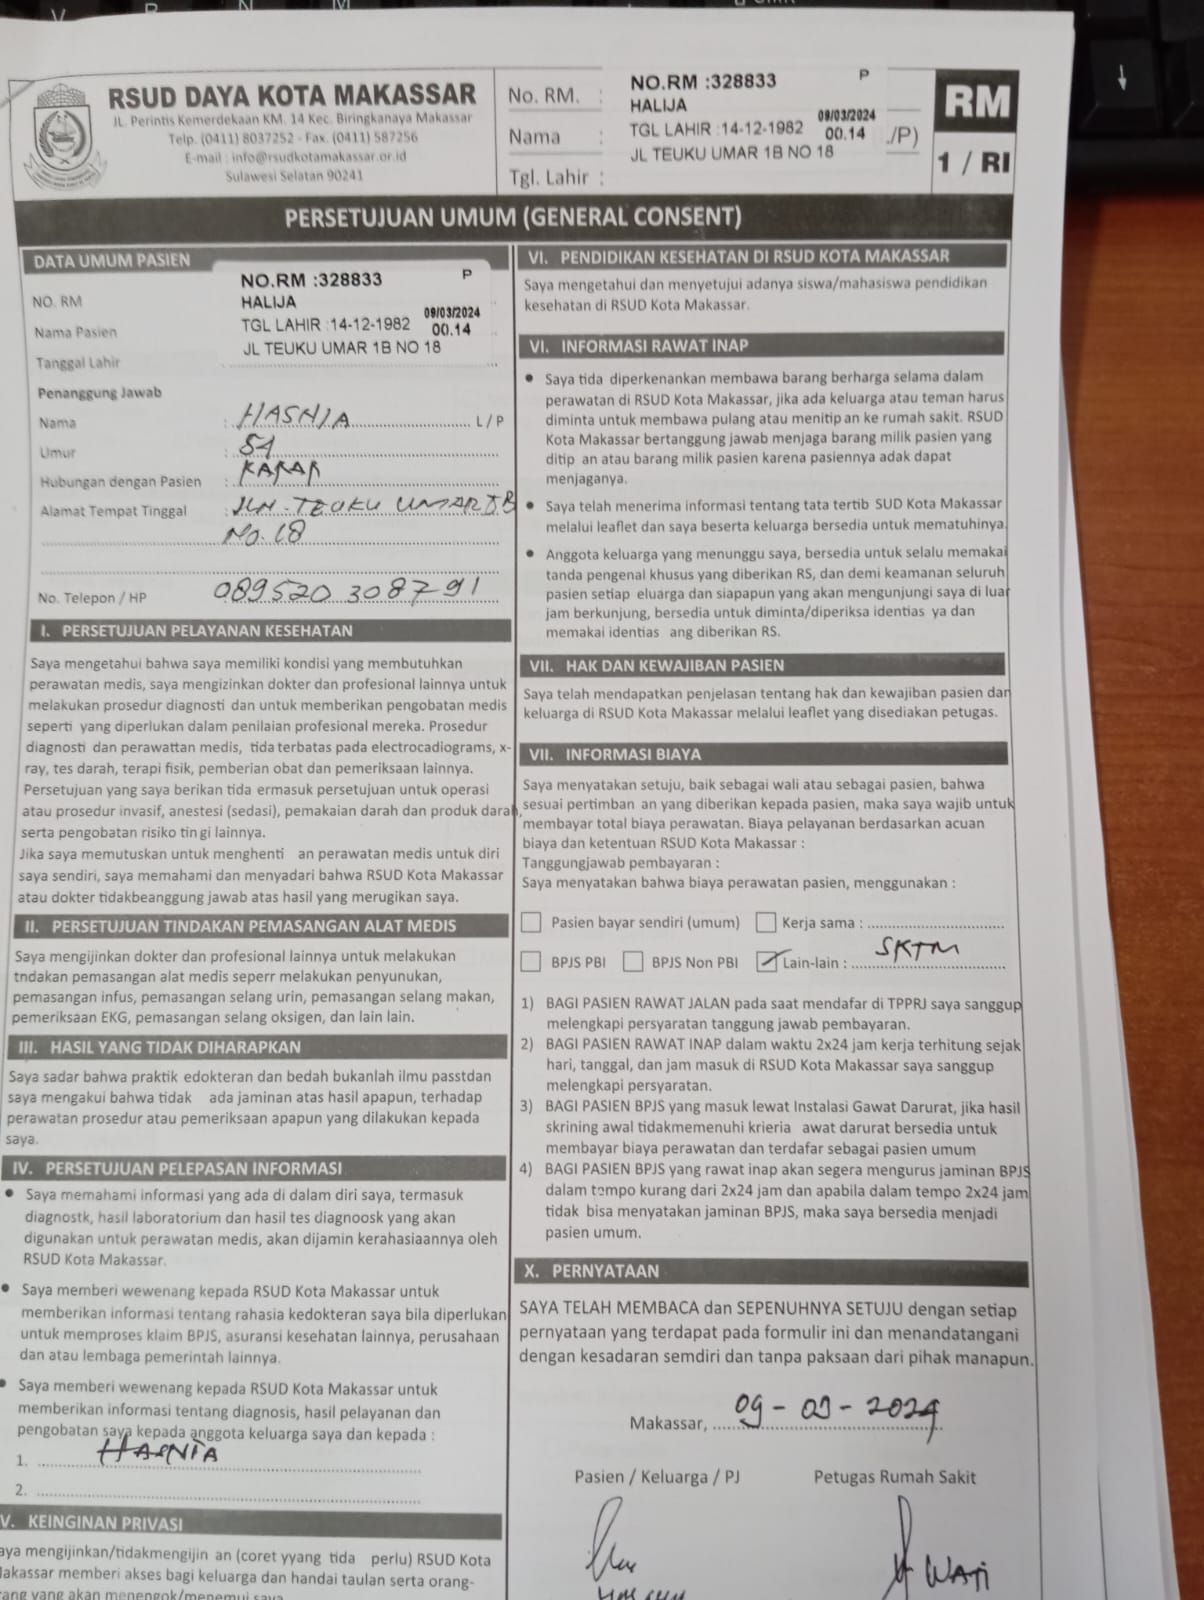 RSUD DAYA KOTA MAKASSAR
JL. Perintis Kemerdekaan KM. 14 Kec. Biringkanaya Makassar
Telp. (0411) 8037252 - Fax. (0411) 587256
E-mail : info@rsudkotamakassar.or.id
Sulawesi Selatan 90241
No. RM. :
Nama :
Tgl. Lahir :
NO.RM :328833 P
HALIJA
TGL LAHIR :14-12-1982 09/03/2024 00.14
JL TEUKU UMAR 1B NO 18
/P)
RM
1 / RI
PERSETUJUAN UMUM (GENERAL CONSENT)
DATA UMUM PASIEN
NO. RM
Nama Pasien
Tanggal Lahir
NO.RM :328833 P
HALIJA
TGL LAHIR :14-12-1982 09/03/2024 00.14
JL TEUKU UMAR 1B NO 18
Penanggung Jawab
Nama : HASNIA L / P
Umur : 51
Hubungan dengan Pasien : KAKAK
Alamat Tempat Tinggal : JLN. TEUKU UMAR
No. 18
No. Telepon / HP 089520308791
I. PERSETUJUAN PELAYANAN KESEHATAN
Saya mengetahui bahwa saya memiliki kondisi yang membutuhkan
perawatan medis, saya mengizinkan dokter dan profesional lainnya untuk
melakukan prosedur diagnosti dan untuk memberikan pengobatan medis
seperti yang diperlukan dalam penilaian profesional mereka. Prosedur
diagnosti dan perawattan medis, tida terbatas pada electrocadiograms, x-
ray, tes darah, terapi fisik, pemberian obat dan pemeriksaan lainnya.
Persetujuan yang saya berikan tida ermasuk persetujuan untuk operasi
atau prosedur invasif, anestesi (sedasi), pemakaian darah dan produk darah,
serta pengobatan risiko tin gi lainnya.
Jika saya memutuskan untuk menghenti an perawatan medis untuk diri
saya sendiri, saya memahami dan menyadari bahwa RSUD Kota Makassar
atau dokter tidakbeanggung jawab atas hasil yang merugikan saya.
II. PERSETUJUAN TINDAKAN PEMASANGAN ALAT MEDIS
Saya mengijinkan dokter dan profesional lainnya untuk melakukan
tndakan pemasangan alat medis seperr melakukan penyunukan,
pemasangan infus, pemasangan selang urin, pemasangan selang makan,
pemeriksaan EKG, pemasangan selang oksigen, dan lain lain.
III. HASIL YANG TIDAK DIHARAPKAN
Saya sadar bahwa praktik edokteran dan bedah bukanlah ilmu passtdan
saya mengakui bahwa tidak ada jaminan atas hasil apapun, terhadap
perawatan prosedur atau pemeriksaan apapun yang dilakukan kepada
saya.
IV. PERSETUJUAN PELEPASAN INFORMASI
• Saya memahami informasi yang ada di dalam diri saya, termasuk
diagnostk, hasil laboratorium dan hasil tes diagnoosk yang akan
digunakan untuk perawatan medis, akan dijamin kerahasiaannya oleh
RSUD Kota Makassar.
• Saya memberi wewenang kepada RSUD Kota Makassar untuk
memberikan informasi tentang rahasia kedokteran saya bila diperlukan
untuk memproses klaim BPJS, asuransi kesehatan lainnya, perusahaan
dan atau lembaga pemerintah lainnya.
• Saya memberi wewenang kepada RSUD Kota Makassar untuk
memberikan informasi tentang diagnosis, hasil pelayanan dan
pengobatan saya kepada anggota keluarga saya dan kepada :
1. HASNIA
2.
V. KEINGINAN PRIVASI
aya mengijinkan/tidakmengijin an (coret yyang tida perlu) RSUD Kota
Makassar memberi akses bagi keluarga dan handai taulan serta orang-
rang yang akan menengok/menemui saya
VI. PENDIDIKAN KESEHATAN DI RSUD KOTA MAKASSAR
Saya mengetahui dan menyetujui adanya siswa/mahasiswa pendidikan
kesehatan di RSUD Kota Makassar.
VI. INFORMASI RAWAT INAP
• Saya tida diperkenankan membawa barang berharga selama dalam
perawatan di RSUD Kota Makassar, jika ada keluarga atau teman harus
diminta untuk membawa pulang atau menitip an ke rumah sakit. RSUD
Kota Makassar bertanggung jawab menjaga barang milik pasien yang
ditip an atau barang milik pasien karena pasiennya adak dapat
menjaganya.
• Saya telah menerima informasi tentang tata tertib SUD Kota Makassar
melalui leaflet dan saya beserta keluarga bersedia untuk mematuhinya.
• Anggota keluarga yang menunggu saya, bersedia untuk selalu memakai
tanda pengenal khusus yang diberikan RS, dan demi keamanan seluruh
pasien setiap eluarga dan siapapun yang akan mengunjungi saya di luar
jam berkunjung, bersedia untuk diminta/diperiksa identias ya dan
memakai identias ang diberikan RS.
VII. HAK DAN KEWAJIBAN PASIEN
Saya telah mendapatkan penjelasan tentang hak dan kewajiban pasien dan
keluarga di RSUD Kota Makassar melalui leaflet yang disediakan petugas.
VII. INFORMASI BIAYA
Saya menyatakan setuju, baik sebagai wali atau sebagai pasien, bahwa
sesuai pertimban an yang diberikan kepada pasien, maka saya wajib untuk
membayar total biaya perawatan. Biaya pelayanan berdasarkan acuan
biaya dan ketentuan RSUD Kota Makassar :
Tanggungjawab pembayaran :
Saya menyatakan bahwa biaya perawatan pasien, menggunakan :
Pasien bayar sendiri (umum) Kerja sama :
BPJS PBI BPJS Non PBI Lain-lain : SKTM
1) BAGI PASIEN RAWAT JALAN pada saat mendafar di TPPRJ saya sanggup
melengkapi persyaratan tanggung jawab pembayaran.
2) BAGI PASIEN RAWAT INAP dalam waktu 2x24 jam kerja terhitung sejak
hari, tanggal, dan jam masuk di RSUD Kota Makassar saya sanggup
melengkapi persyaratan.
3) BAGI PASIEN BPJS yang masuk lewat Instalasi Gawat Darurat, jika hasil
skrining awal tidakmemenuhi krieria awat darurat bersedia untuk
membayar biaya perawatan dan terdafar sebagai pasien umum
4) BAGI PASIEN BPJS yang rawat inap akan segera mengurus jaminan BPJS
dalam tempo kurang dari 2x24 jam dan apabila dalam tempo 2x24 jam
tidak bisa menyatakan jaminan BPJS, maka saya bersedia menjadi
pasien umum.
X. PERNYATAAN
SAYA TELAH MEMBACA dan SEPENUHNYA SETUJU dengan setiap
pernyataan yang terdapat pada formulir ini dan menandatangani
dengan kesadaran semdiri dan tanpa paksaan dari pihak manapun.
Makassar, 09 - 03 - 2024
Pasien / Keluarga / PJ Petugas Rumah Sakit
WATI